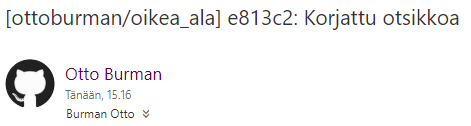 [ottoburman/oikea_ala] e813c2: Korjattu otsikkoa
Otto Burman
Tänään, 15.16
Burman Otto